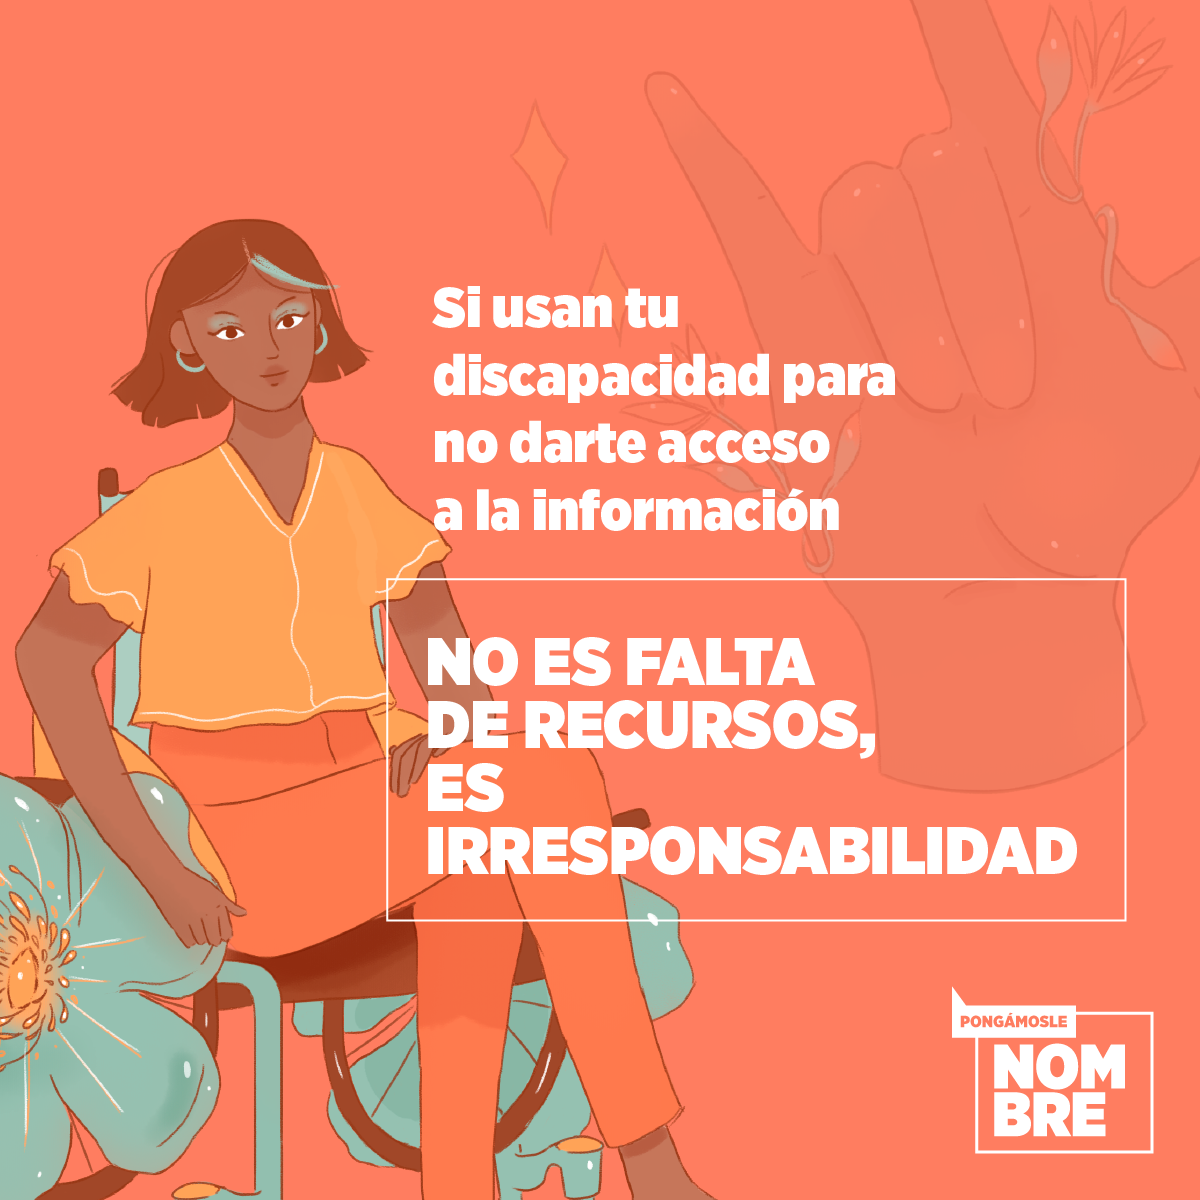 Si usan tu
discapacidad para
no darte acceso
a la información
NO ES FALTA
DE RECURSOS,
ES
IRRESPONSABILIDAD
PONGÁMOSLE
NOM
BRE